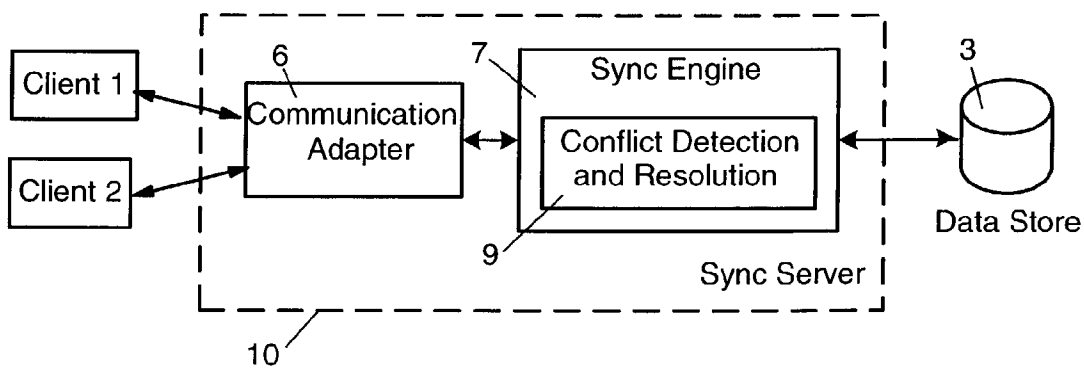 Client 1
Client 2
6
Communication
Adapter
7
Sync Engine
Conflict Detection
and Resolution
9
Sync Server
10
3
Data Store